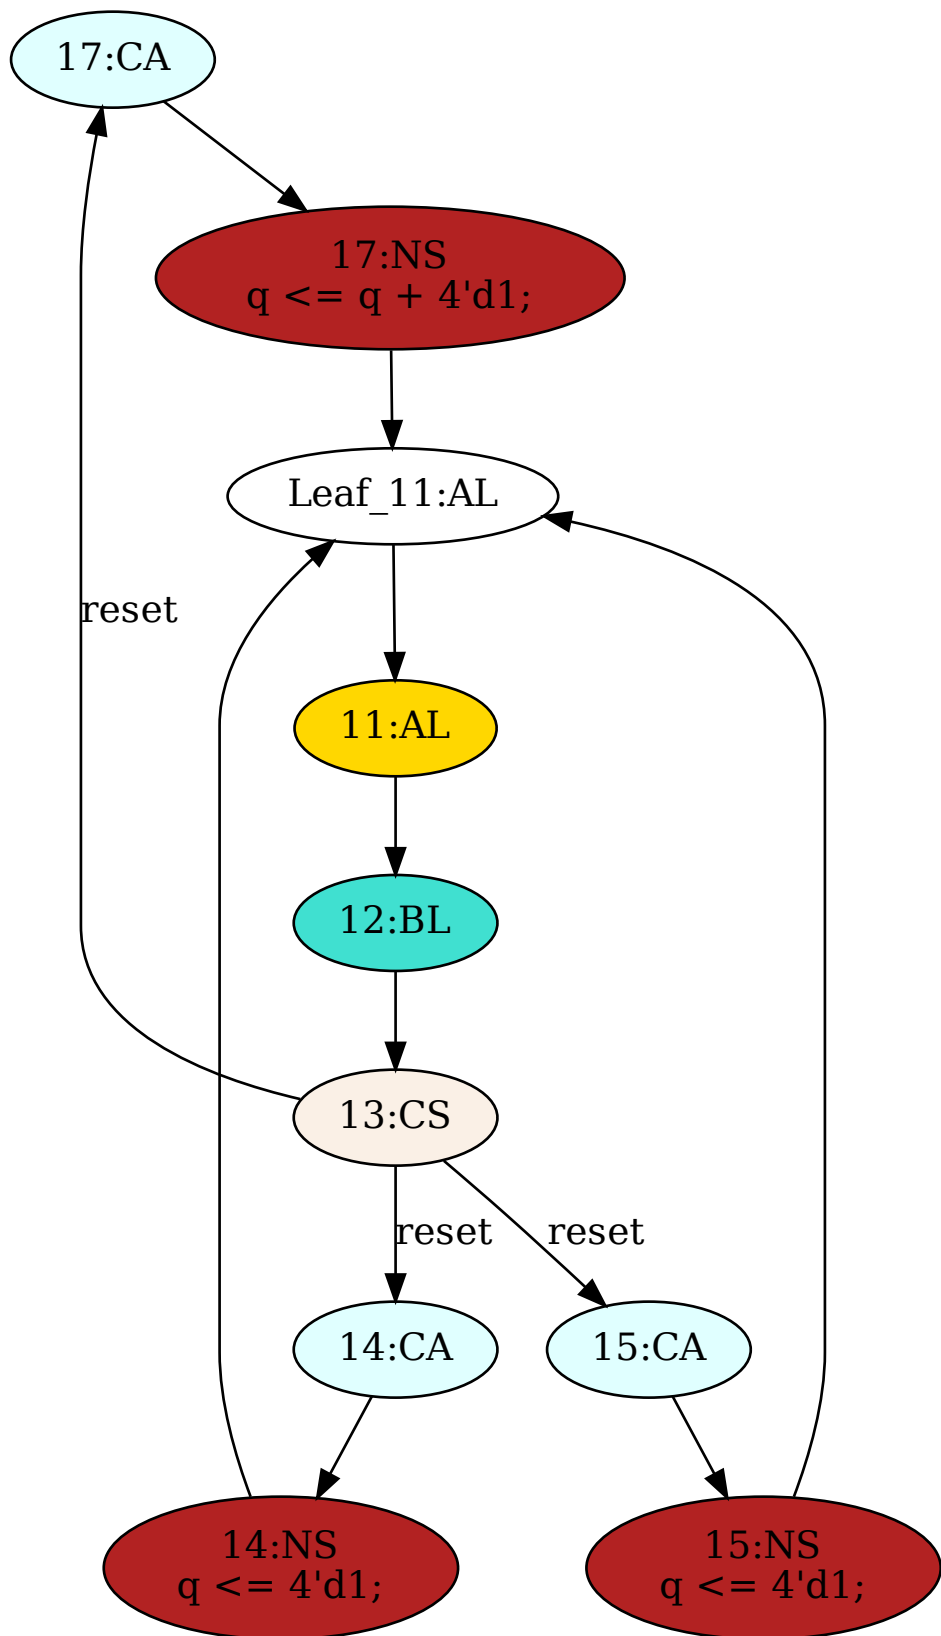 17:CA
17:NS
q <= q + 4'd1;
Leaf_11:AL
reset
11:AL
12:BL
13:CS
reset
reset
14:CA
15:CA
14:NS
q <= 4'd1;
15:NS
q <= 4'd1;